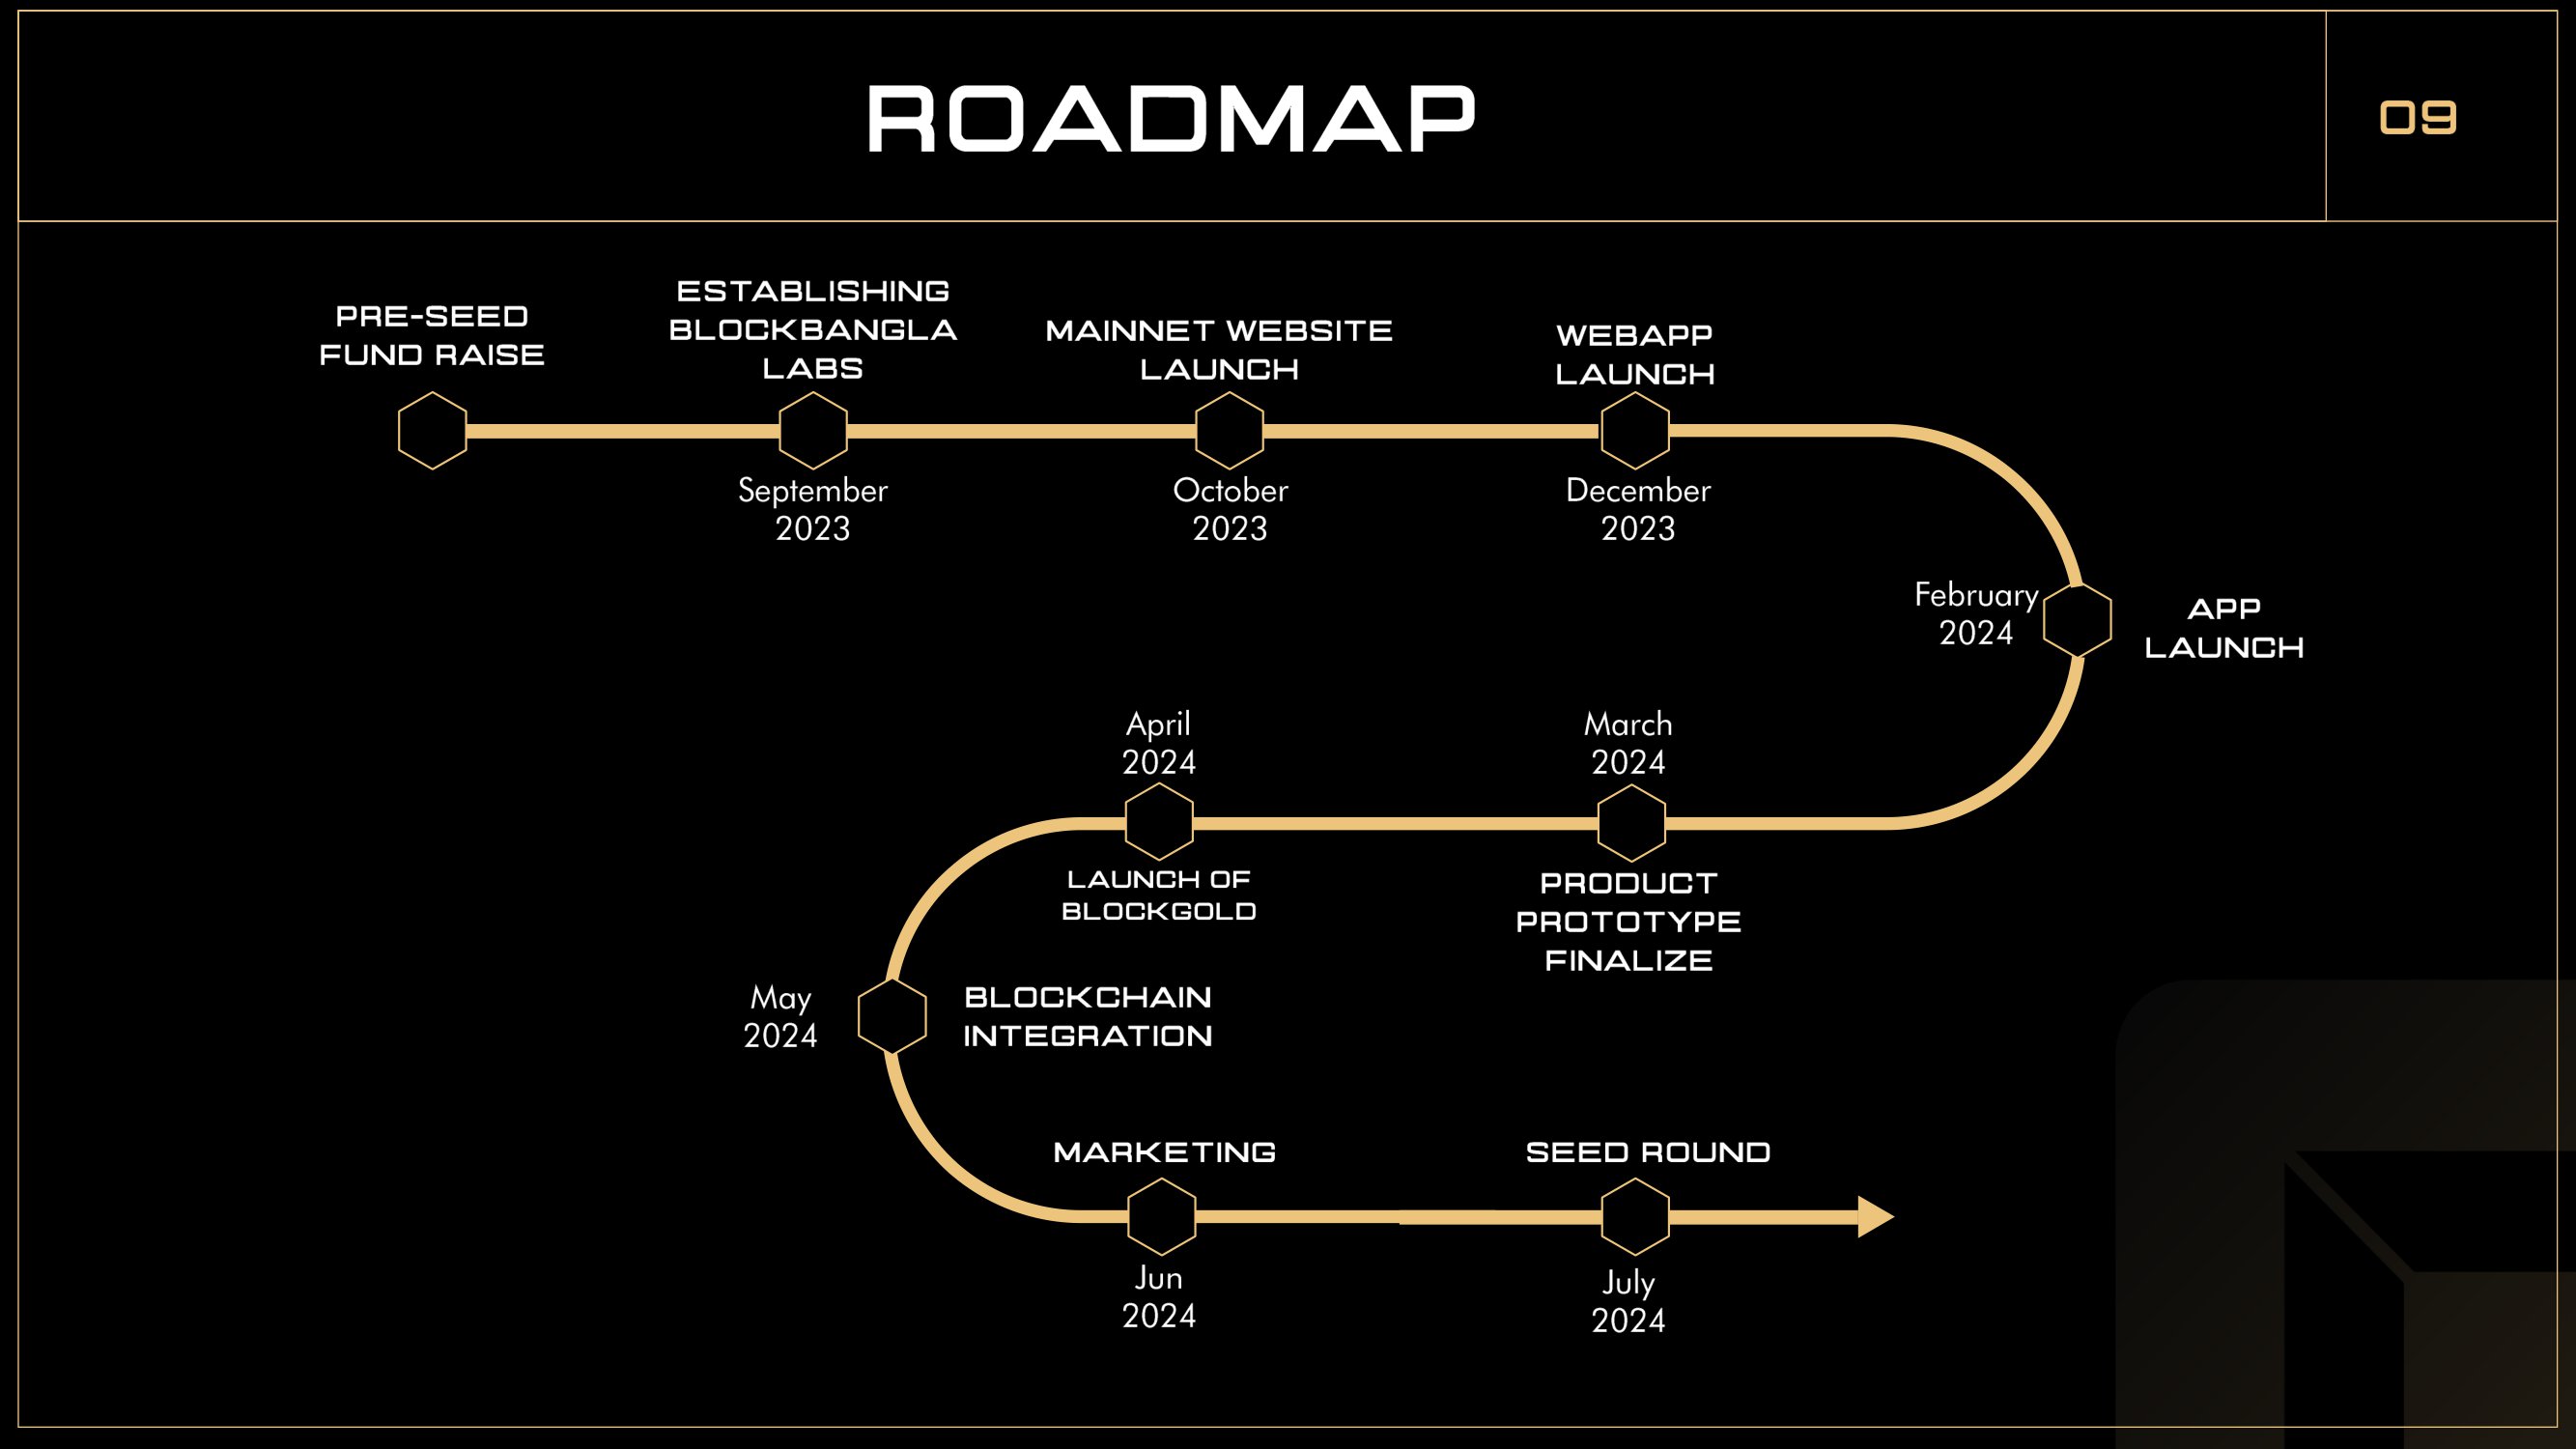 ROADMAP
09
PRE-SEED
FUND RAISE
ESTABLISHING
BLOCKBANGLA
LABS
September
2023
MAINNET WEBSITE
LAUNCH
October
2023
WEBAPP
LAUNCH
December
2023
February
2024
APP
LAUNCH
March
2024
PRODUCT
PROTOTYPE
FINALIZE
April
2024
LAUNCH OF
BLOCKGOLD
May
2024
BLOCKCHAIN
INTEGRATION
MARKETING
Jun
2024
SEED ROUND
July
2024